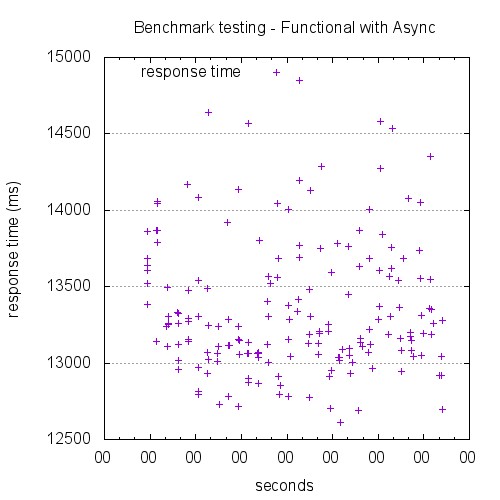 Benchmark testing - Functional with Async
15000
response time
14500
14000
13500
13000
12500
response time (ms)
00 00 00 00 00 00 00 00 00
seconds